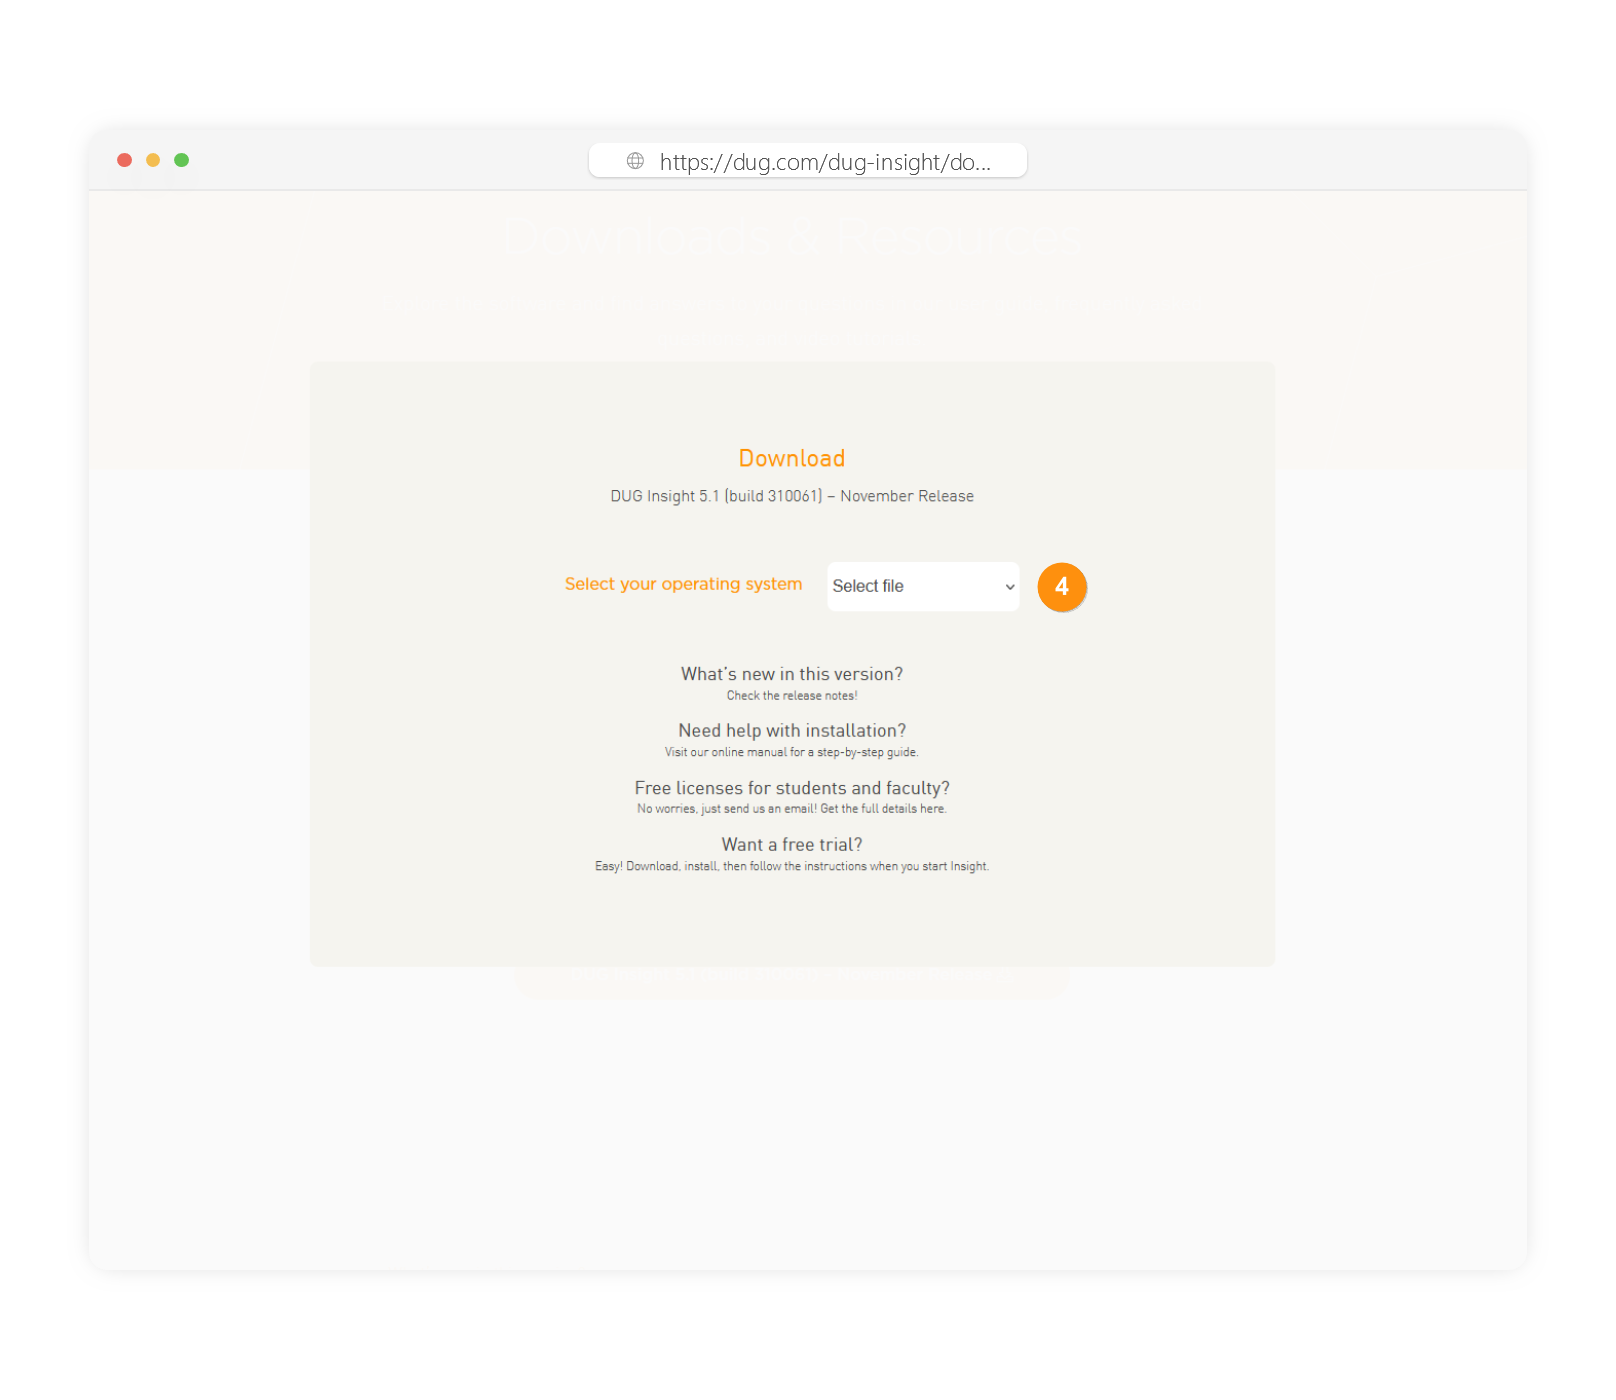 https://dug.com/dug-insight/do...
Downloads & Resources
Download
DUG Insight 5.1 (build 310061) – November Release
Select your operating system
Select file
4
What's new in this version?
Check the release notes!
Need help with installation?
Visit our online manual for a step-by-step guide.
Free licenses for students and faculty?
No worries, just send us an email! Get the full details here.
Want a free trial?
Easy! Download, install, then follow the instructions when you start Insight.